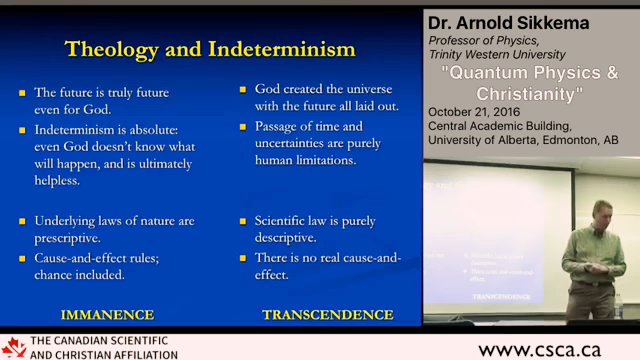 Theology and Indeterminism
The future is truly future
even for God.
Indeterminism is absolute:
even God doesn't know what
will happen, and is ultimately
helpless.
Underlying laws of nature are
prescriptive.
Cause-and-effect rules;
chance included.
IMMANENCE
God created the universe
with the future all laid out.
Passage of time and
uncertainties are purely
human limitations.
Scientific law is purely
descriptive.
There is no real cause-and-
effect.
TRANSCENDENCE
Dr. Arnold Sikkema
Professor of Physics,
Trinity Western University
"Quantum Physics &
Christianity"
October 21, 2016
Central Academic Building,
University of Alberta, Edmonton, AB
TRANSCENDENCE
THE CANADIAN SCIENTIFIC
AND CHRISTIAN AFFILIATION
www.csca.ca